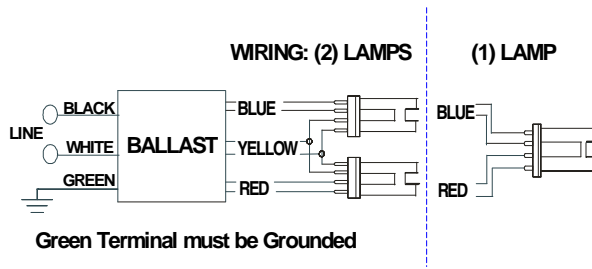 WIRING: (2) LAMPS
(1) LAMP
BLACK
BLUE
BLUE
LINE
WHITE
BALLAST
YELLOW
GREEN
RED
RED
Green Terminal must be Grounded